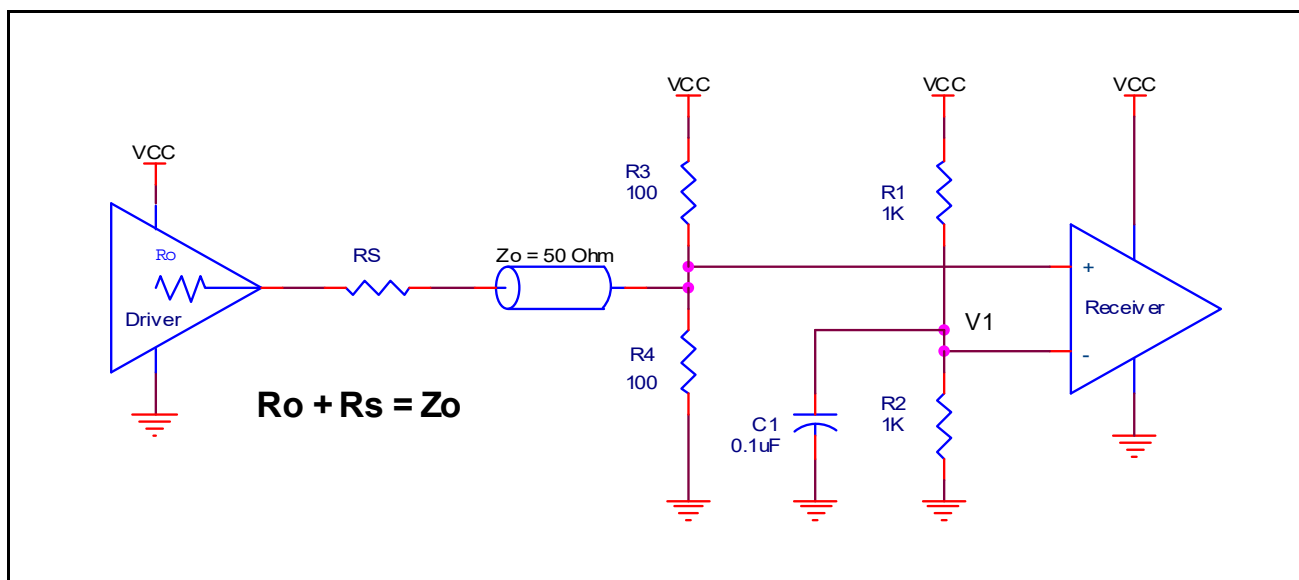 VCC
VCC
VCC
VCC
R3
100
R1
1K
Ro
RS
Zo = 50 Ohm
+
Driver
Receiver
V1
R4
100
-
Ro + Rs = Zo
R2
1K
C1
0.1uF